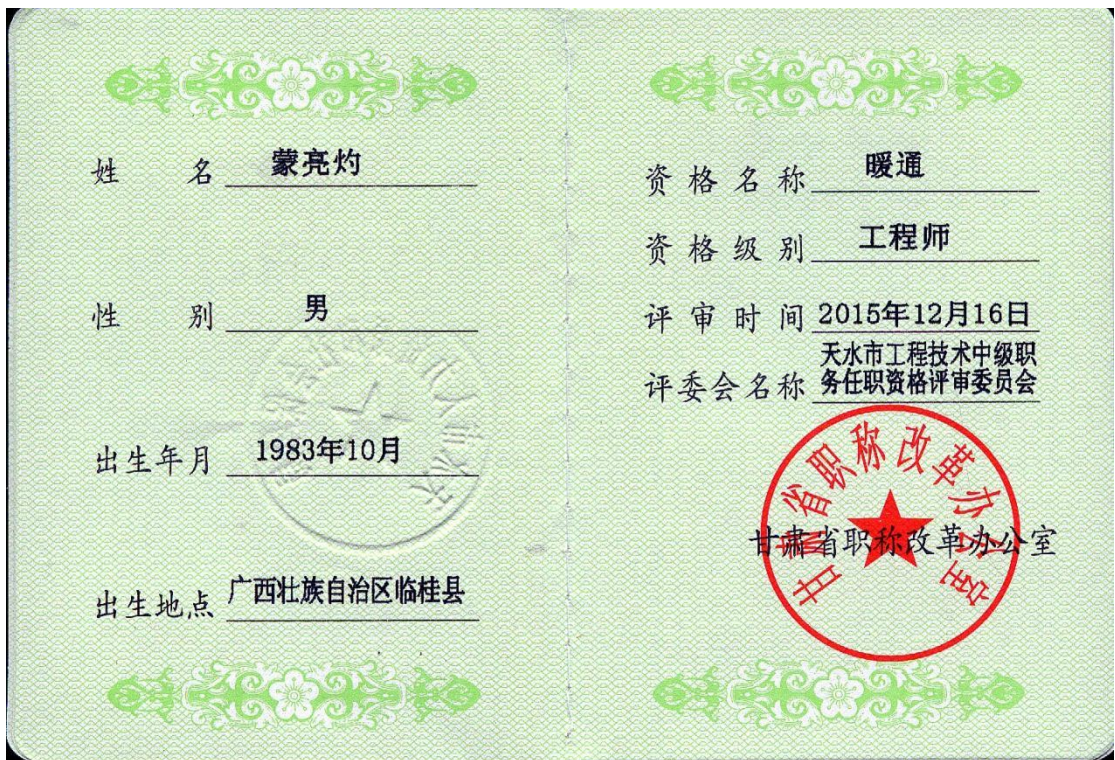 姓名 蒙亮灼
性别 男
出生年月 1983年10月
出生地点 广西壮族自治区临桂县
资格名称 暖通
资格级别 工程师
评审时间 2015年12月16日
评委会名称 天水市工程技术中级职
务任职资格评审委员会
甘肃省职称改革办公室
甘肃省职称改革办公室